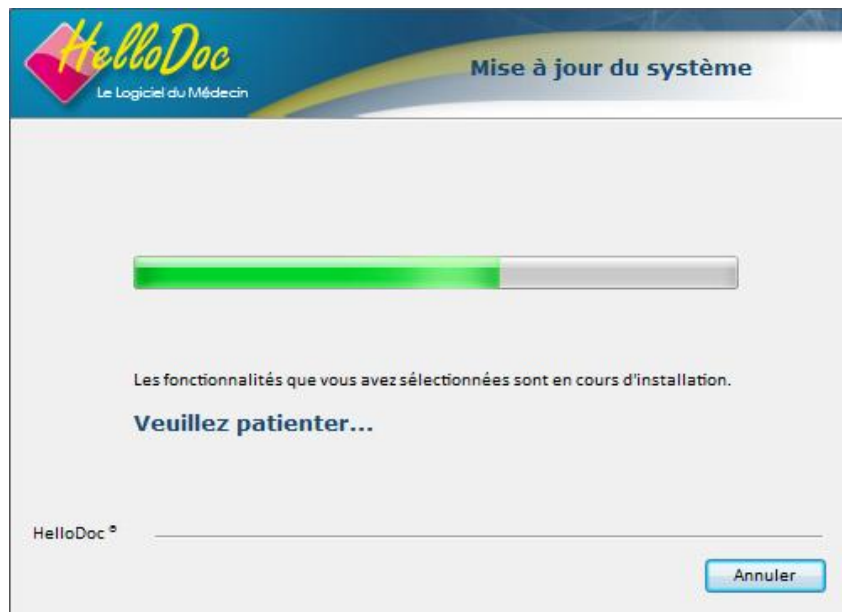 HelloDoc
Le Logiciel du Médecin
Mise à jour du système
Les fonctionnalités que vous avez sélectionnées sont en cours d'installation.
Veuillez patienter...
HelloDoc ®
Annuler